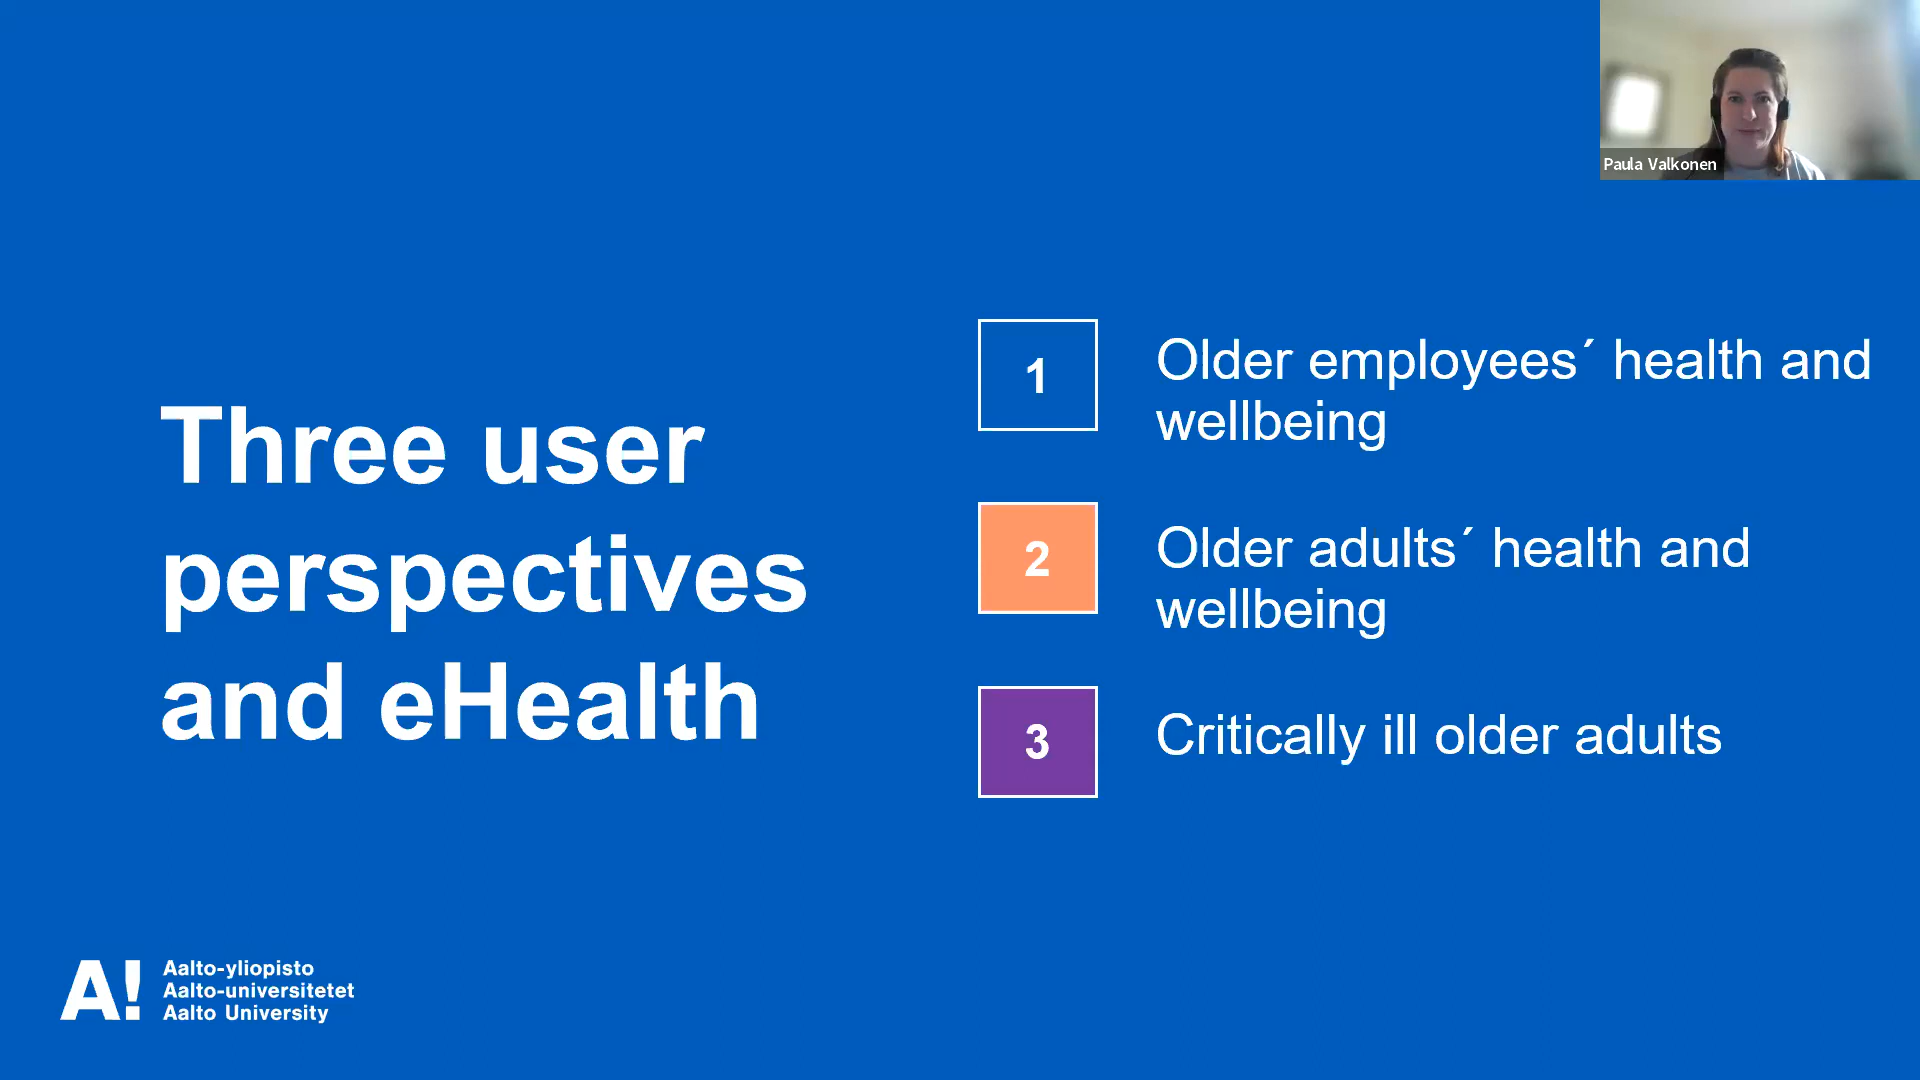 Paula Valkonen
Three user
perspectives
and eHealth
1
Older employees´ health and
wellbeing
2
Older adults´ health and
wellbeing
3
Critically ill older adults
A!
Aalto-yliopisto
Aalto-universitetet
Aalto University